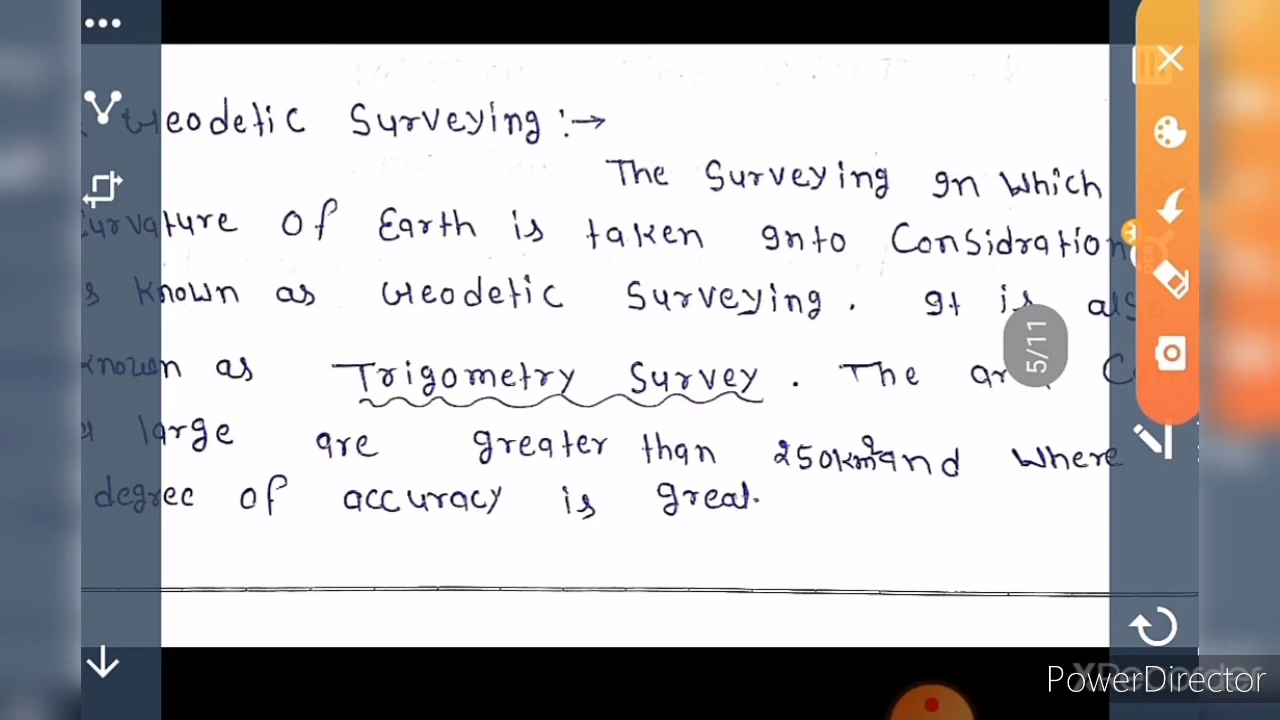 Geodetic Surveying :→
The Surveying In Which
Curvature Of Earth is taken Into Considration
is known as Geodetic Surveying. It is also
known as Trigometry Survey. The
large are greater than 250km² and where
degree of accuracy is great.
5/11
PowerDirector